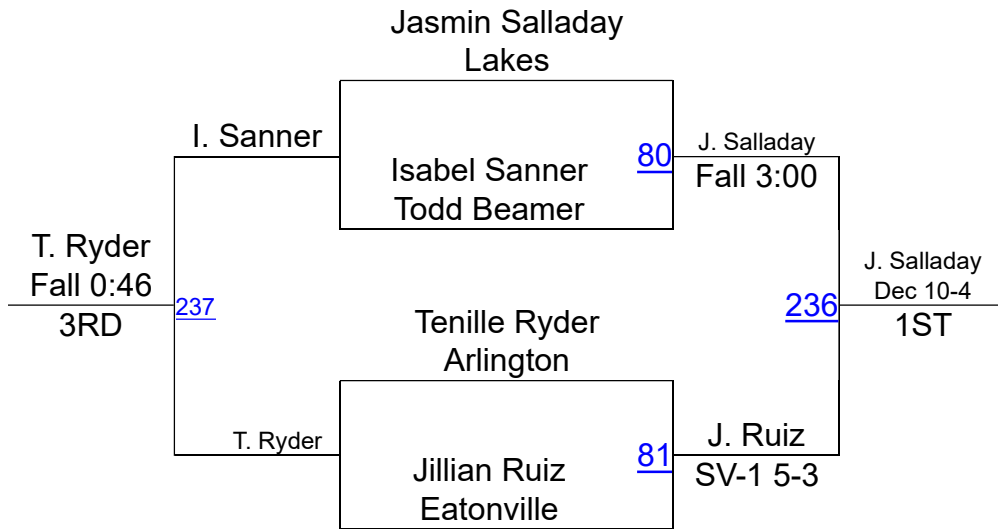 Jasmin Salladay
Lakes
I. Sanner
80
J. Salladay
Isabel Sanner
Fall 3:00
Todd Beamer
T. Ryder
Fall 0:46
237
3RD
J. Salladay
Dec 10-4
236
1ST
Tenille Ryder
Arlington
T. Ryder
81
J. Ruiz
Jillian Ruiz
SV-1 5-3
Eatonville